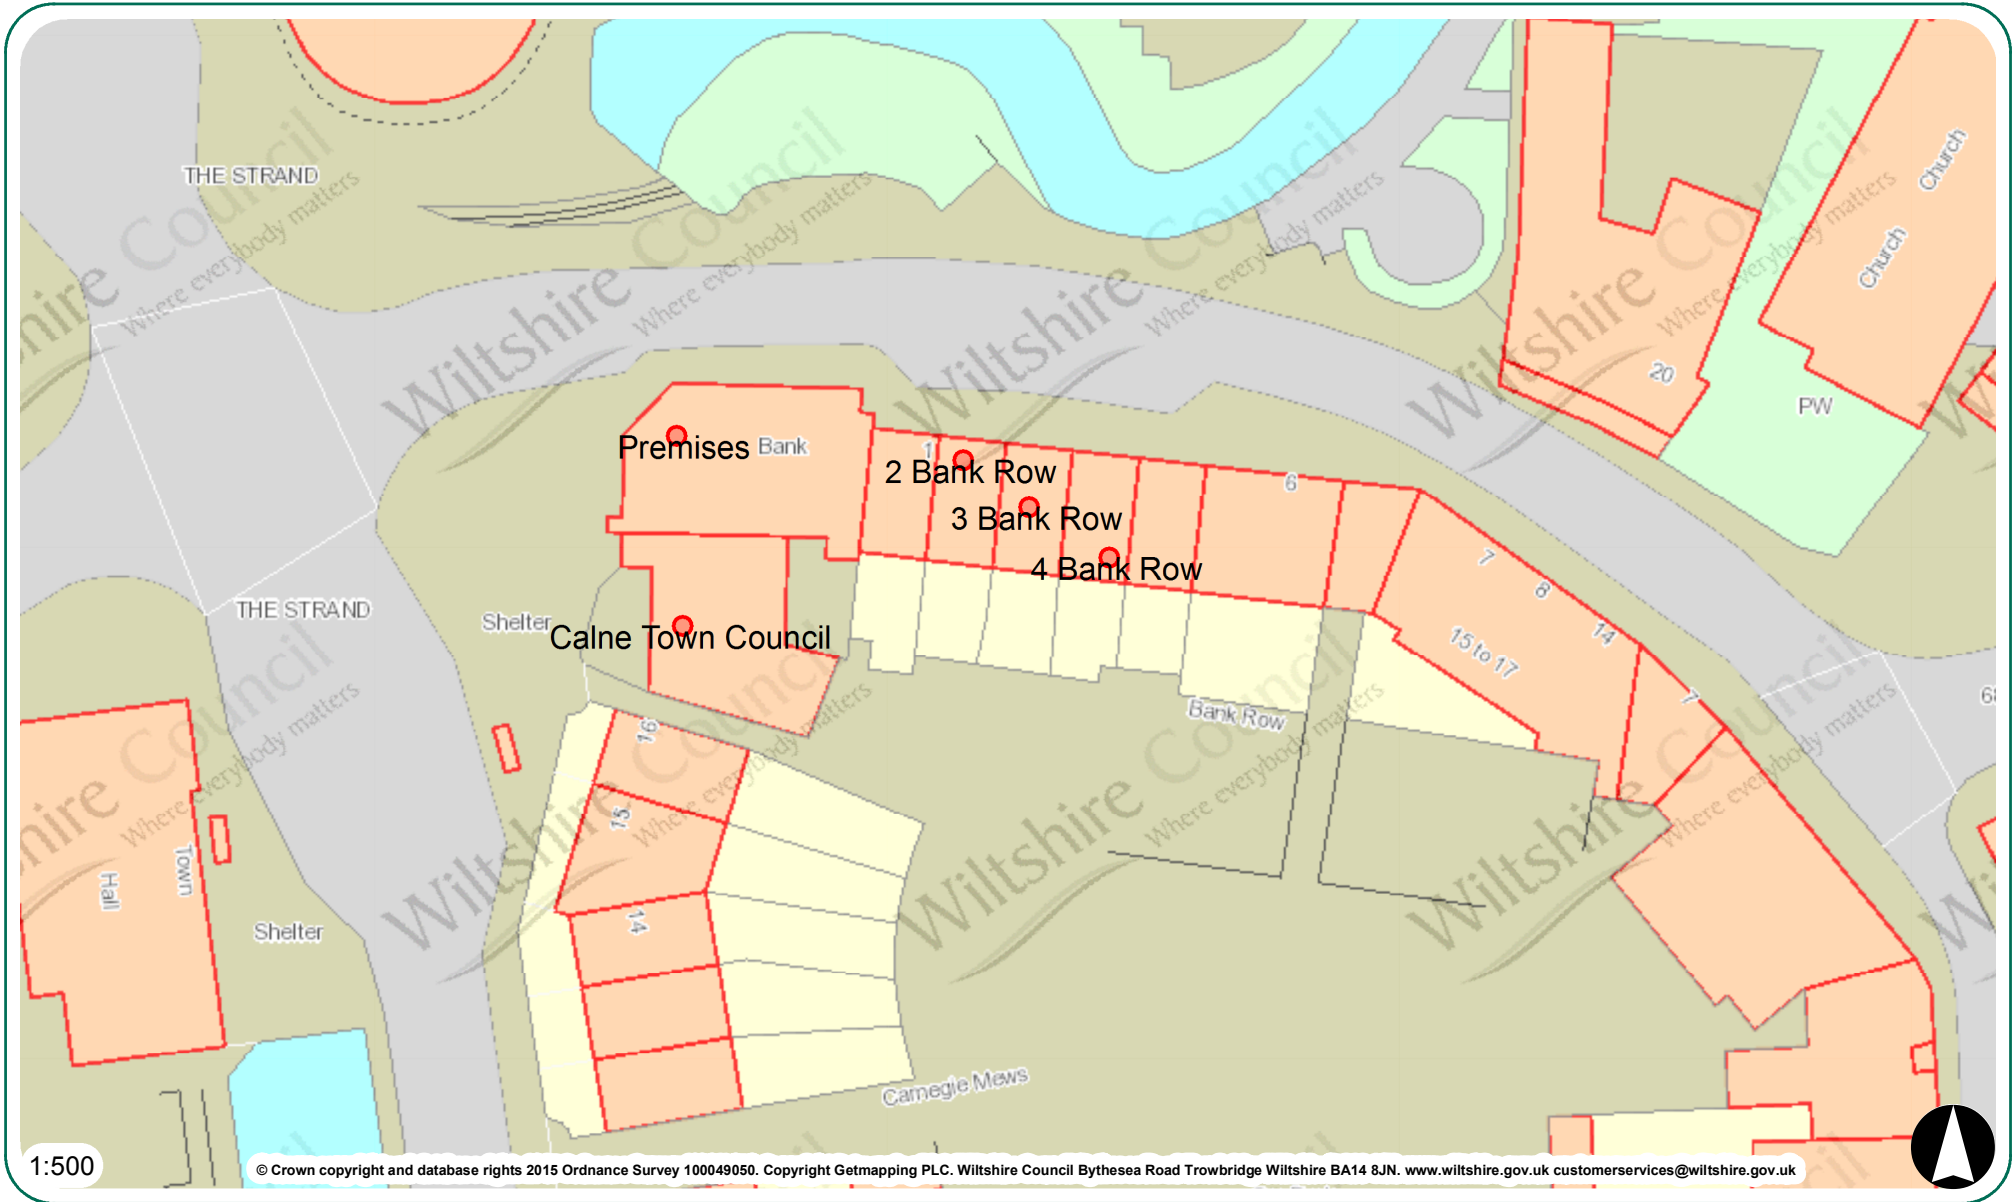 THE STRAND
Church
Church
20
PW
Premises
Bank
1
2 Bank Row
6
3 Bank Row
4 Bank Row
7
8
14
15 to 17
7
68
THE STRAND
Shelter
Calne Town Council
Bank Row
16
15
14
Town
Hall
Shelter
Carnegie Mews
Wiltshire Council
Where everybody matters
1:500
© Crown copyright and database rights 2015 Ordnance Survey 100049050. Copyright Getmapping PLC. Wiltshire Council Bythesea Road Trowbridge Wiltshire BA14 8JN. www.wiltshire.gov.uk customerservices@wiltshire.gov.uk